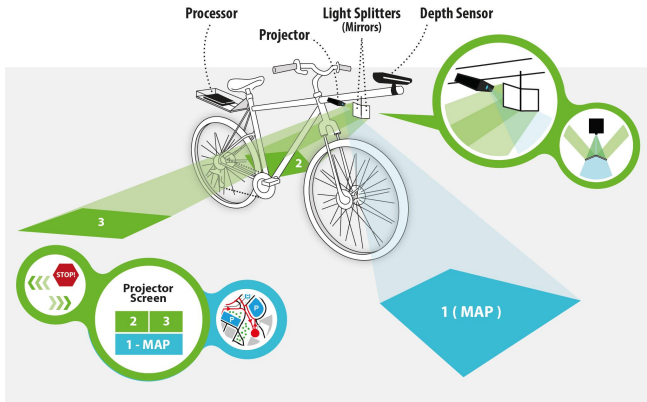 Processor
Projector
Light Splitters
(Mirrors)
Depth Sensor
2
3
1 ( MAP )
STOP!
Projector
Screen
2 3
1 - MAP
P
P